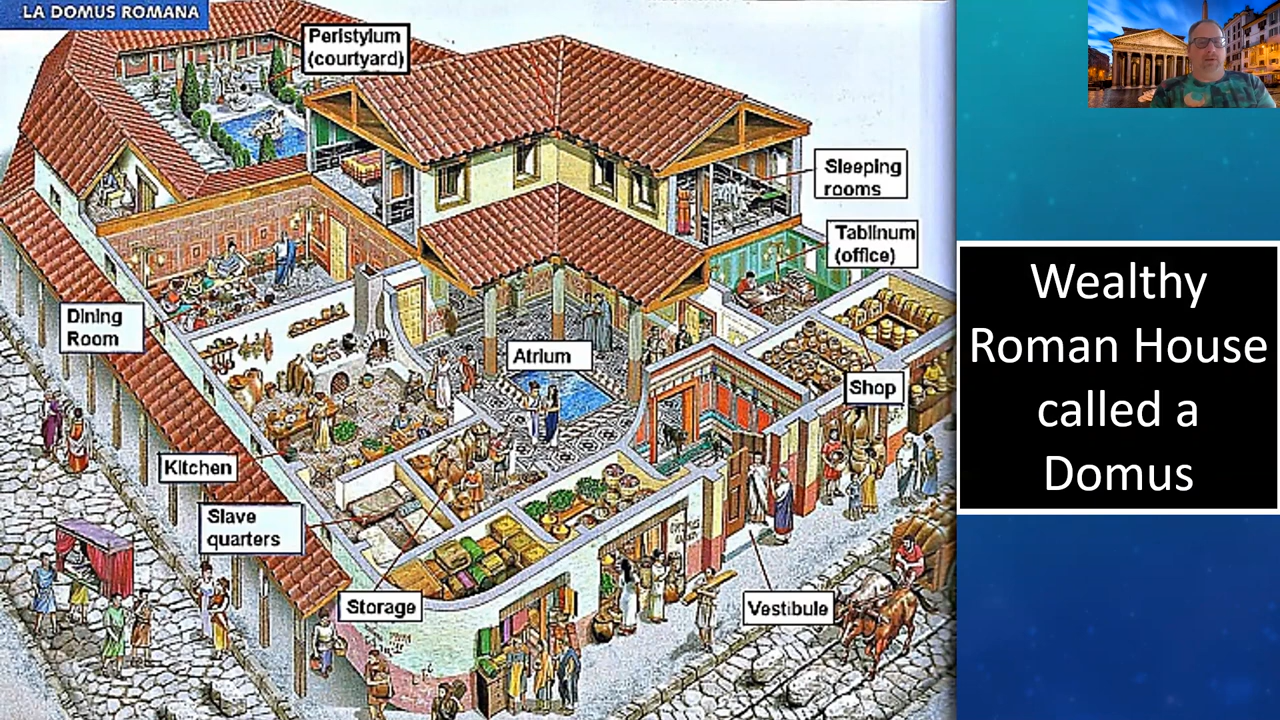 LA DOMUS ROMANA
Peristylum
(courtyard)
Sleeping
rooms
Tablinum
(office)
Dining
Room
Atrium
Shop
Kitchen
Slave
quarters
Storage
Vestibule
Wealthy
Roman House
called a
Domus